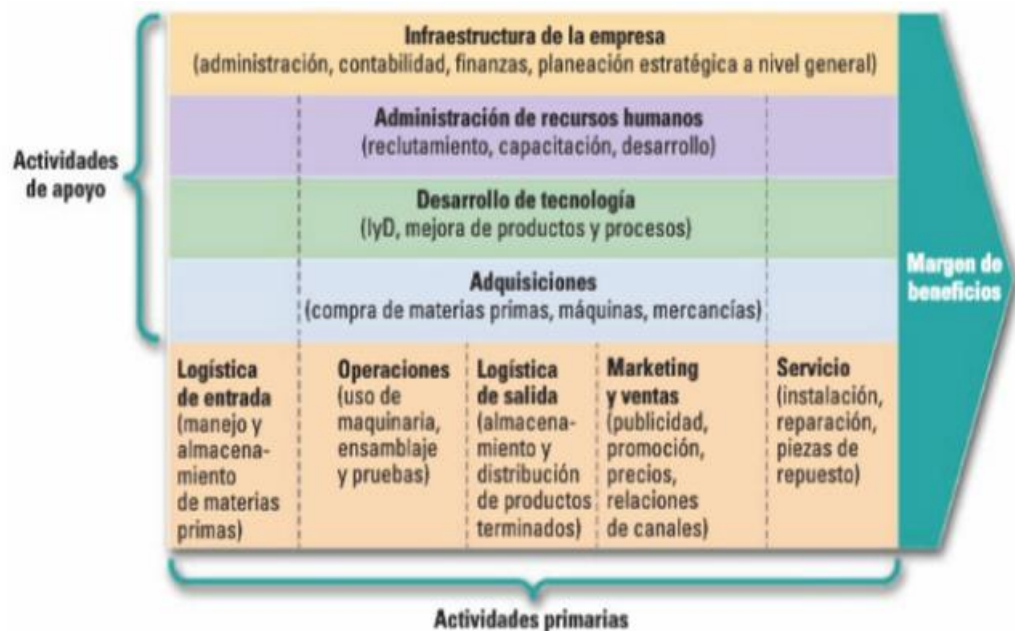 Infraestructura de la empresa
(administración, contabilidad, finanzas, planeación estratégica a nivel general)
Administración de recursos humanos
(reclutamiento, capacitación, desarrollo)
Actividades
de apoyo
Desarrollo de tecnología
(IyD, mejora de productos y procesos)
Adquisiciones
(compra de materias primas, máquinas, mercancías)
Margen de
beneficios
Logística
de entrada
(manejo y
almacena-
miento
de materias
primas)
Operaciones
(uso de
maquinaria,
ensamblaje
y pruebas)
Logística
de salida
(almacena-
miento y
distribución
de productos
terminados)
Marketing
y ventas
(publicidad,
promoción,
precios,
relaciones
de canales)
Servicio
(instalación,
reparación,
piezas de
repuesto)
Actividades primarias